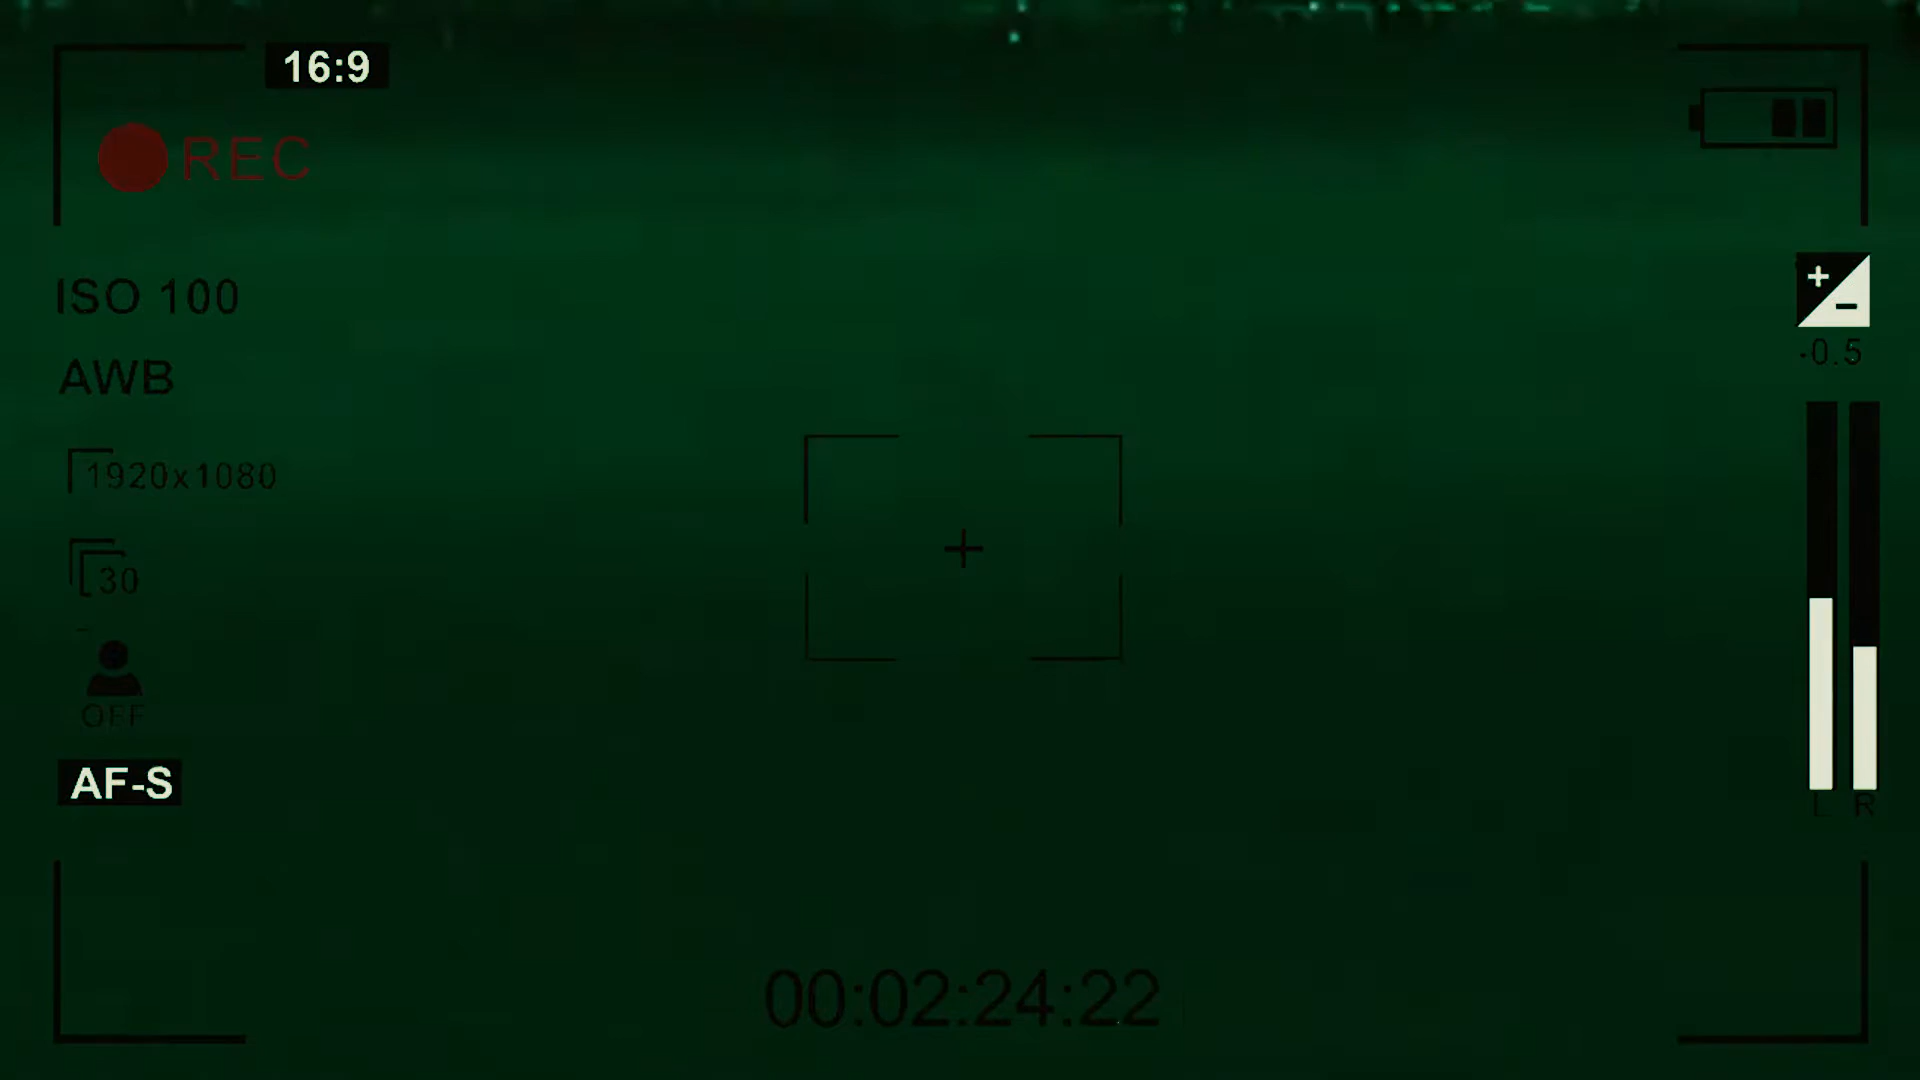 16:9
REC
ISO 100
AWB
1920x1080
30
OFF
AF-S
+
-
-0.5
L R
00:02:24:22